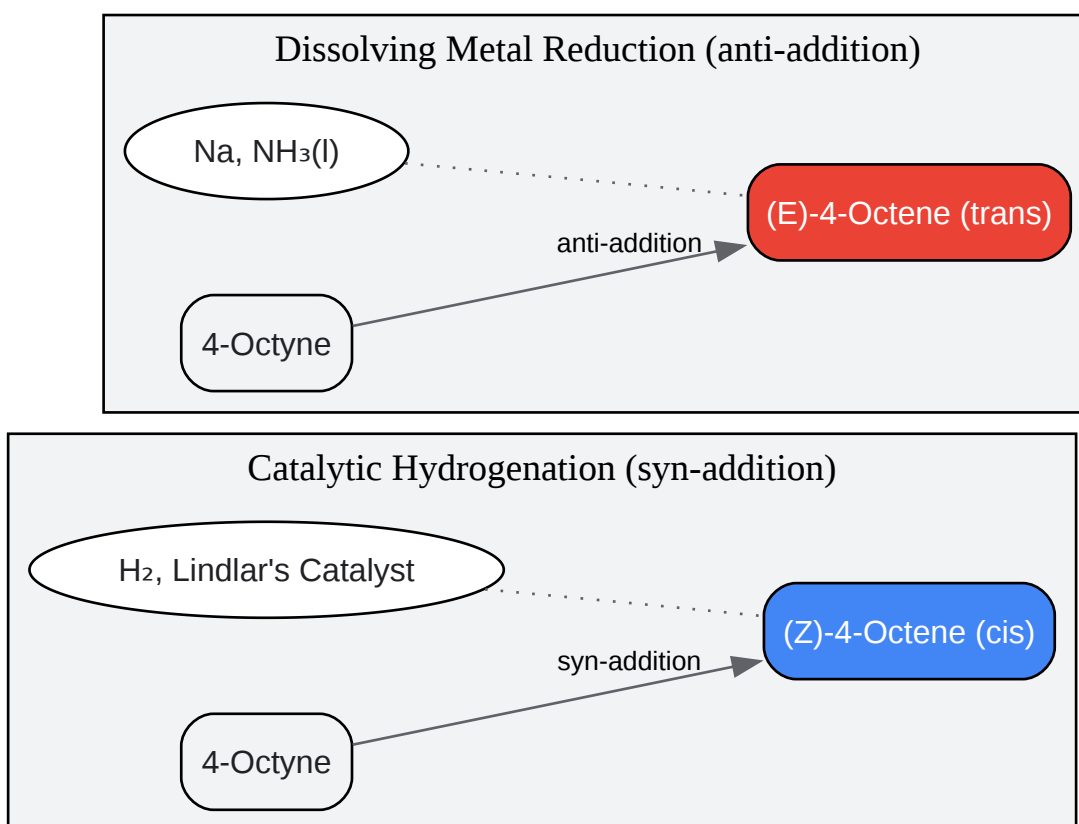 Dissolving Metal Reduction (anti-addition)
Na, NH₃(l)
(E)-4-Octene (trans)
anti-addition
4-Octyne
Catalytic Hydrogenation (syn-addition)
H₂, Lindlar's Catalyst
(Z)-4-Octene (cis)
syn-addition
4-Octyne